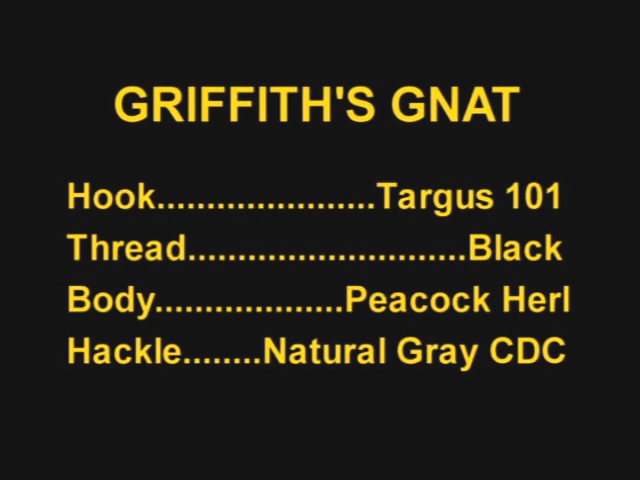 GRIFFITH'S GNAT
Hook......................Targus 101
Thread............................Black
Body...................Peacock Herl
Hackle........Natural Gray CDC